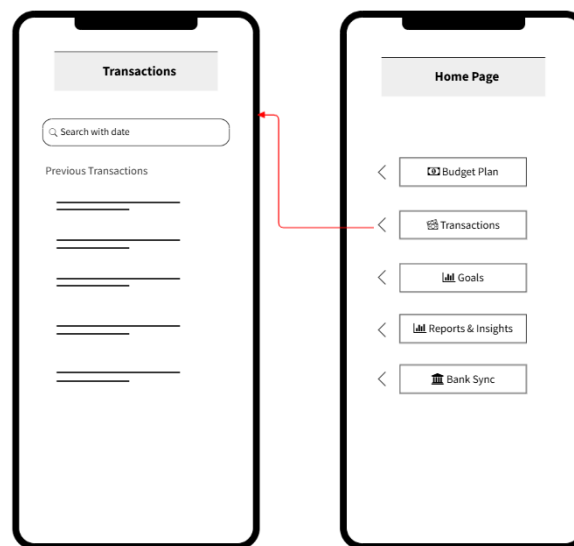 Transactions
Search with date
Previous Transactions
Home Page
Budget Plan
Transactions
Goals
Reports & Insights
Bank Sync